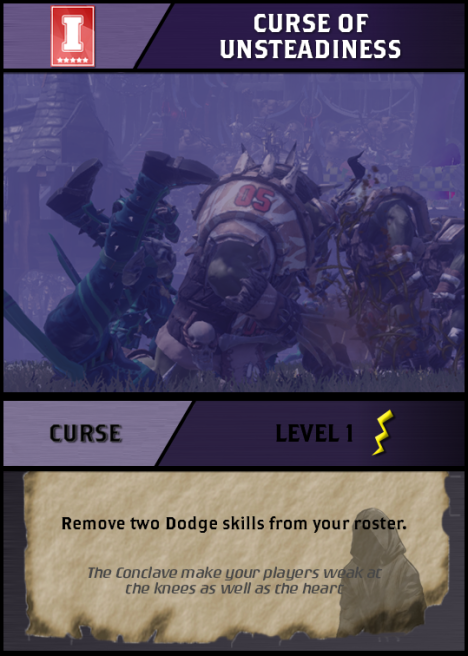 I
★★★★★
CURSE OF
UNSTEADINESS
85
CURSE
LEVEL 1
Remove two Dodge skills from your roster.
The Conclave make your players weak at
the knees as well as the heart